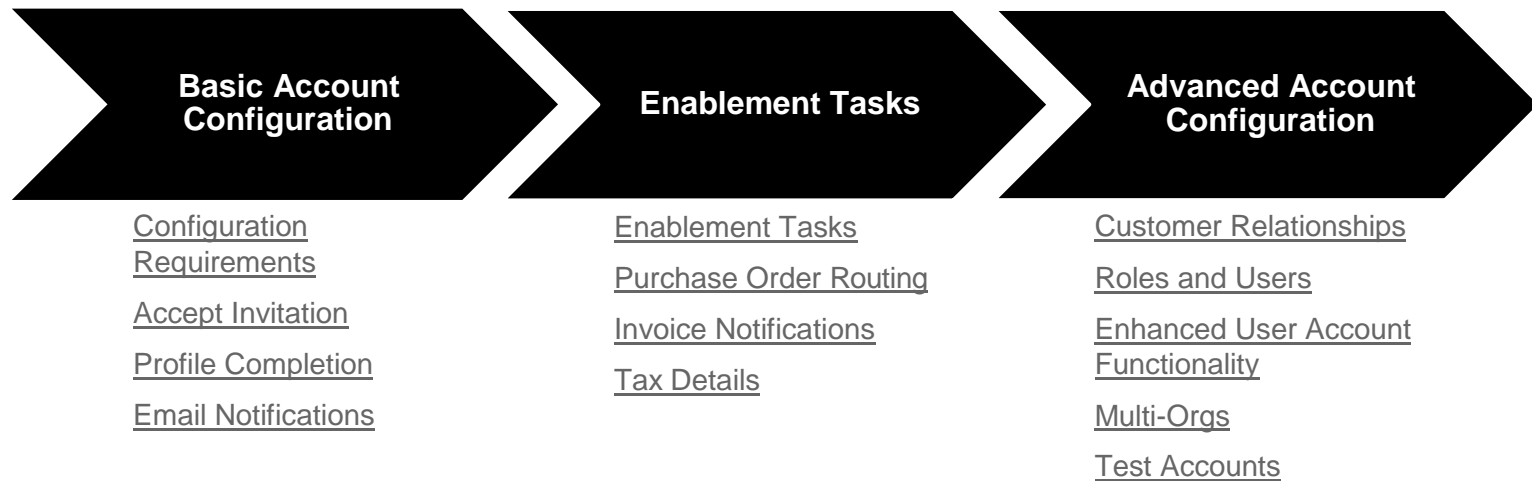 Basic Account
Configuration
Enablement Tasks
Advanced Account
Configuration
Configuration
Requirements
Accept Invitation
Profile Completion
Email Notifications
Enablement Tasks
Purchase Order Routing
Invoice Notifications
Tax Details
Customer Relationships
Roles and Users
Enhanced User Account
Functionality
Multi-Orgs
Test Accounts